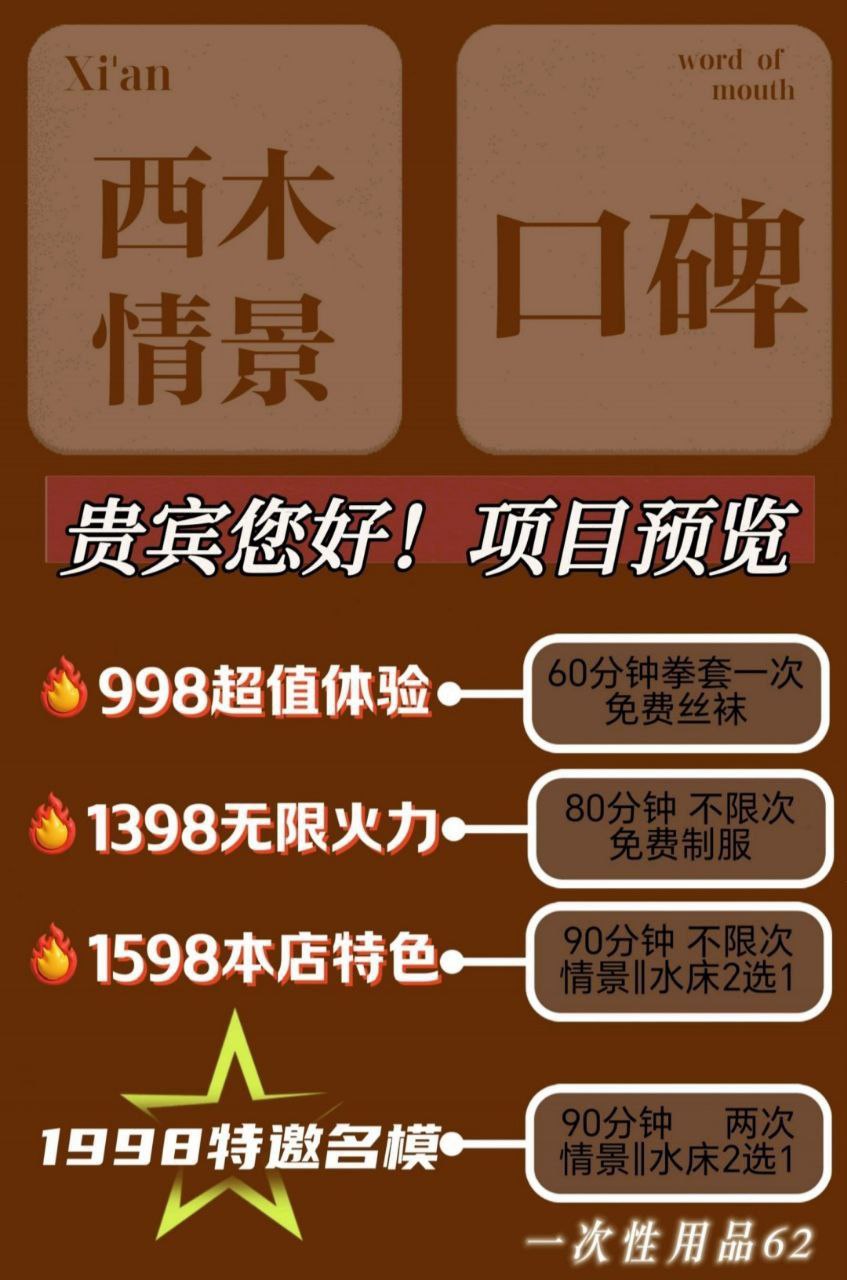 Xi'an
西木
情景
word of
mouth
口碑
贵宾您好！项目预览
998超值体验
60分钟拳套一次
免费丝袜
1398无限火力
80分钟 不限次
免费制服
1598本店特色
90分钟 不限次
情景||水床2选1
1998特邀名模
90分钟 两次
情景||水床2选1
一次性用品62